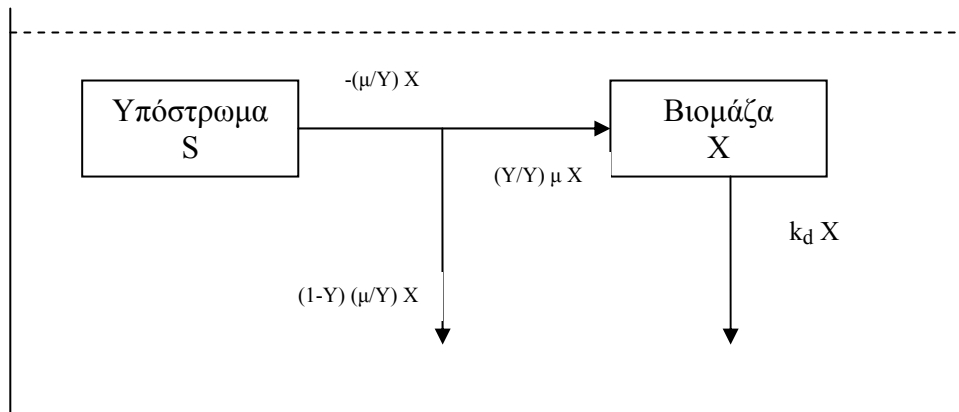 Υπόστρωμα
S
-(μ/Y) X
Βιομάζα
X
(Y/Y) μ X
k_d X
(1-Y) (μ/Y) X